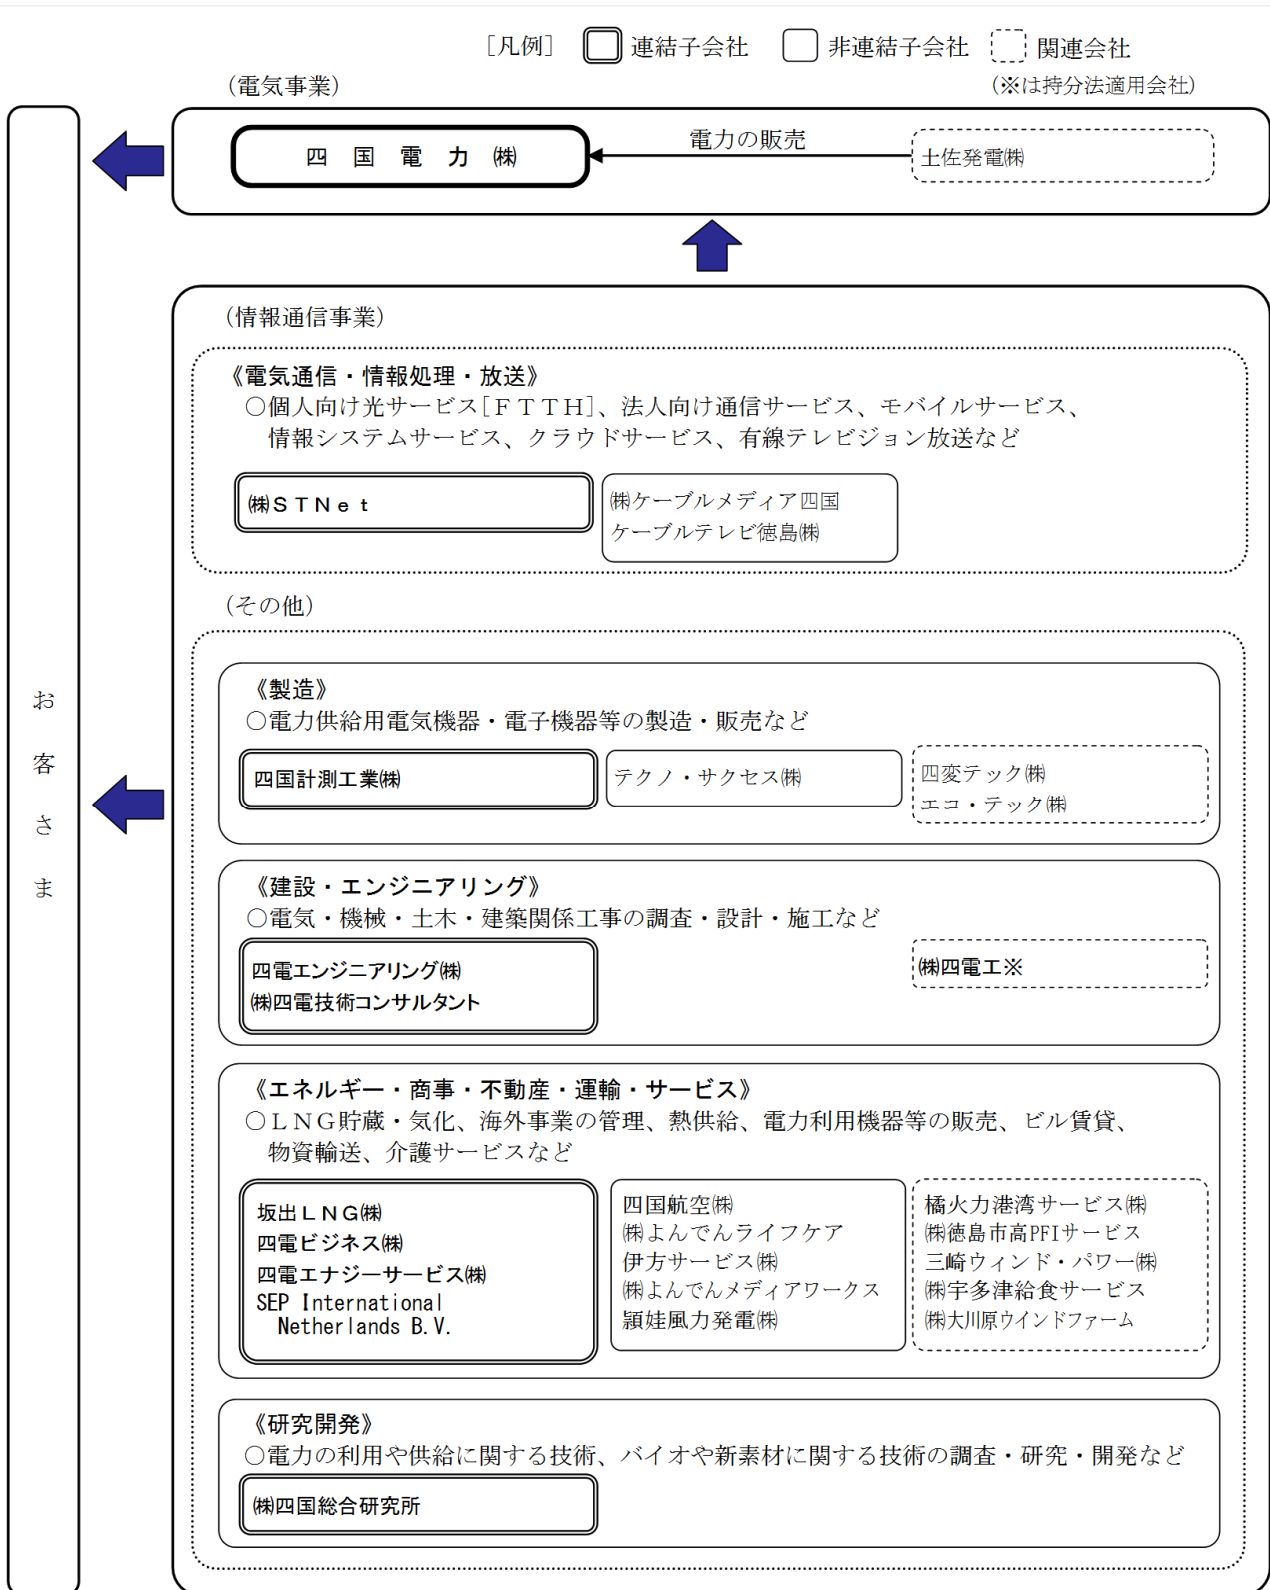 ［凡例］ 連結子会社 非連結子会社 関連会社
（※は持分法適用会社）
（電気事業）
四国電力㈱
電力の販売
土佐発電㈱
（情報通信事業）
《電気通信・情報処理・放送》
○個人向け光サービス［ＦＴＴＨ］、法人向け通信サービス、モバイルサービス、
情報システムサービス、クラウドサービス、有線テレビジョン放送など
㈱ＳＴＮｅｔ
㈱ケーブルメディア四国
ケーブルテレビ徳島㈱
（その他）
《製造》
○電力供給用電気機器・電子機器等の製造・販売など
四国計測工業㈱
テクノ・サクセス㈱
四変テック㈱
エコ・テック㈱
《建設・エンジニアリング》
○電気・機械・土木・建築関係工事の調査・設計・施工など
四電エンジニアリング㈱
㈱四電技術コンサルタント
㈱四電工※
《エネルギー・商事・不動産・運輸・サービス》
○ＬＮＧ貯蔵・気化、海外事業の管理、熱供給、電力利用機器等の販売、ビル賃貸、
物資輸送、介護サービスなど
坂出ＬＮＧ㈱
四電ビジネス㈱
四電エナジーサービス㈱
SEP International
Netherlands B.V.
四国航空㈱
㈱よんでんライフケア
伊方サービス㈱
㈱よんでんメディアワークス
頴娃風力発電㈱
橘火力港湾サービス㈱
㈱徳島市高PFIサービス
三崎ウィンド・パワー㈱
㈱宇多津給食サービス
㈱大川原ウインドファーム
《研究開発》
○電力の利用や供給に関する技術、バイオや新素材に関する技術の調査・研究・開発など
㈱四国総合研究所
お客さま